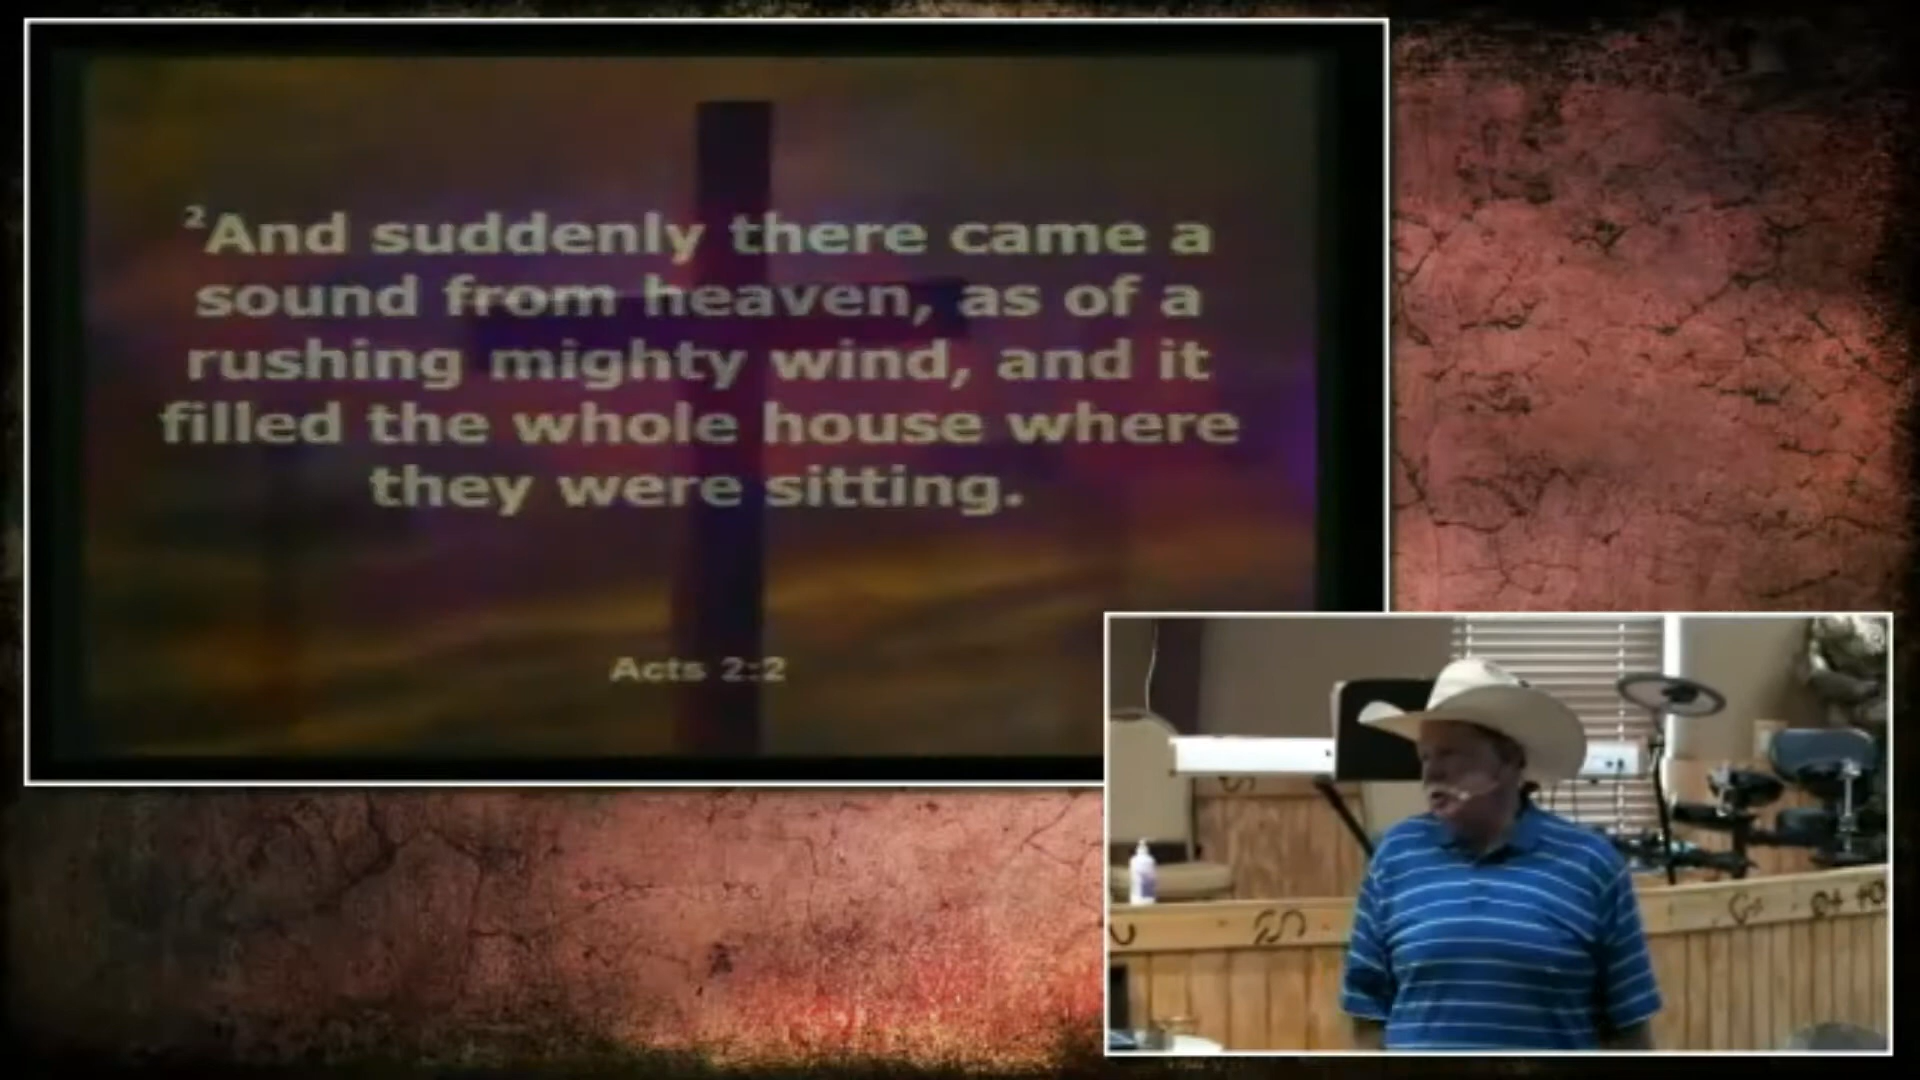 ²And suddenly there came a
sound from heaven, as of a
rushing mighty wind, and it
filled the whole house where
they were sitting.
Acts 2:2